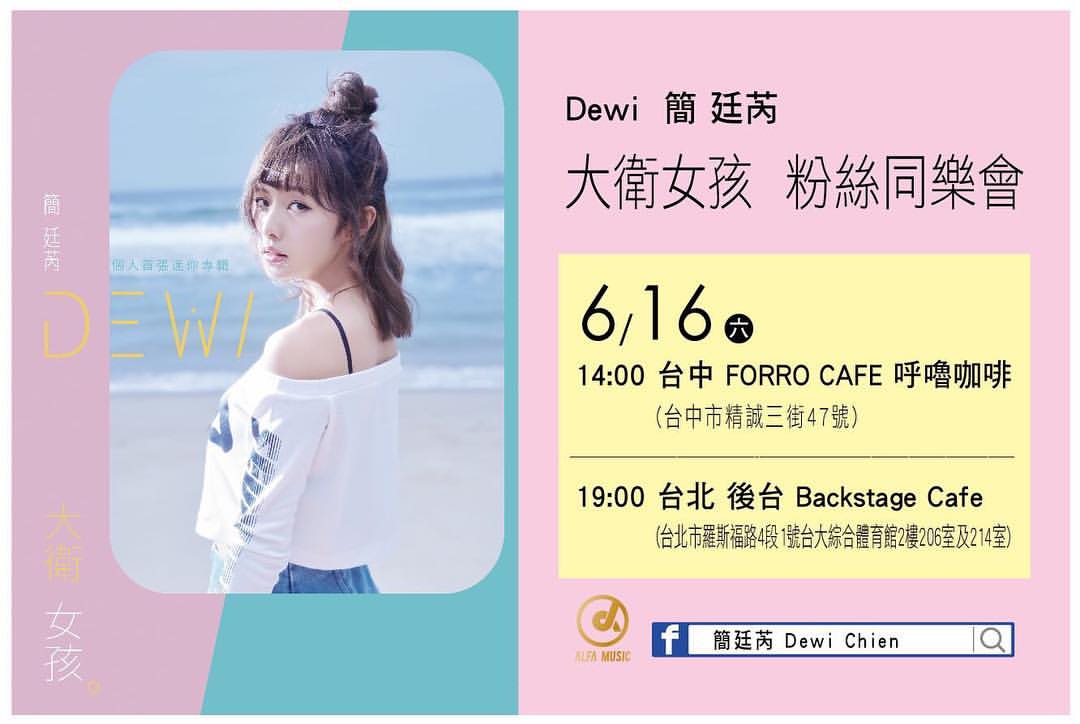 簡廷芮
個人首張迷你專輯
DEWI
大衛女孩。
Dewi 簡 廷芮
大衛女孩 粉絲同樂會
6/16 六
14:00 台中 FORRO CAFE 呼嚕咖啡
(台中市精誠三街47號)
19:00 台北 後台 Backstage Cafe
(台北市羅斯福路4段1號台大綜合體育館2樓206室及214室)
ALFA MUSIC
f 簡廷芮 Dewi Chien